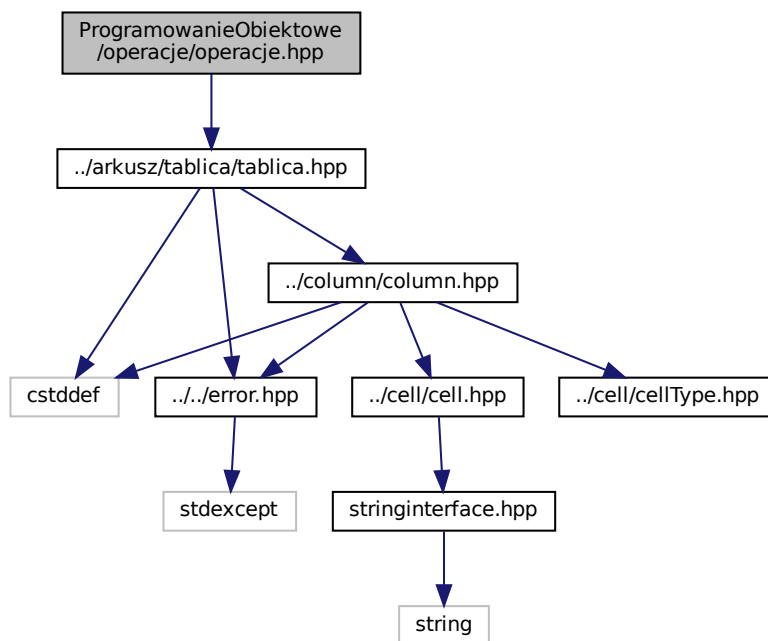 ProgramowanieObiektowe
/operacje/operacje.hpp
../arkusz/tablica/tablica.hpp
../column/column.hpp
cstddef
../../error.hpp
../cell/cell.hpp
../cell/cellType.hpp
stdexcept
stringinterface.hpp
string